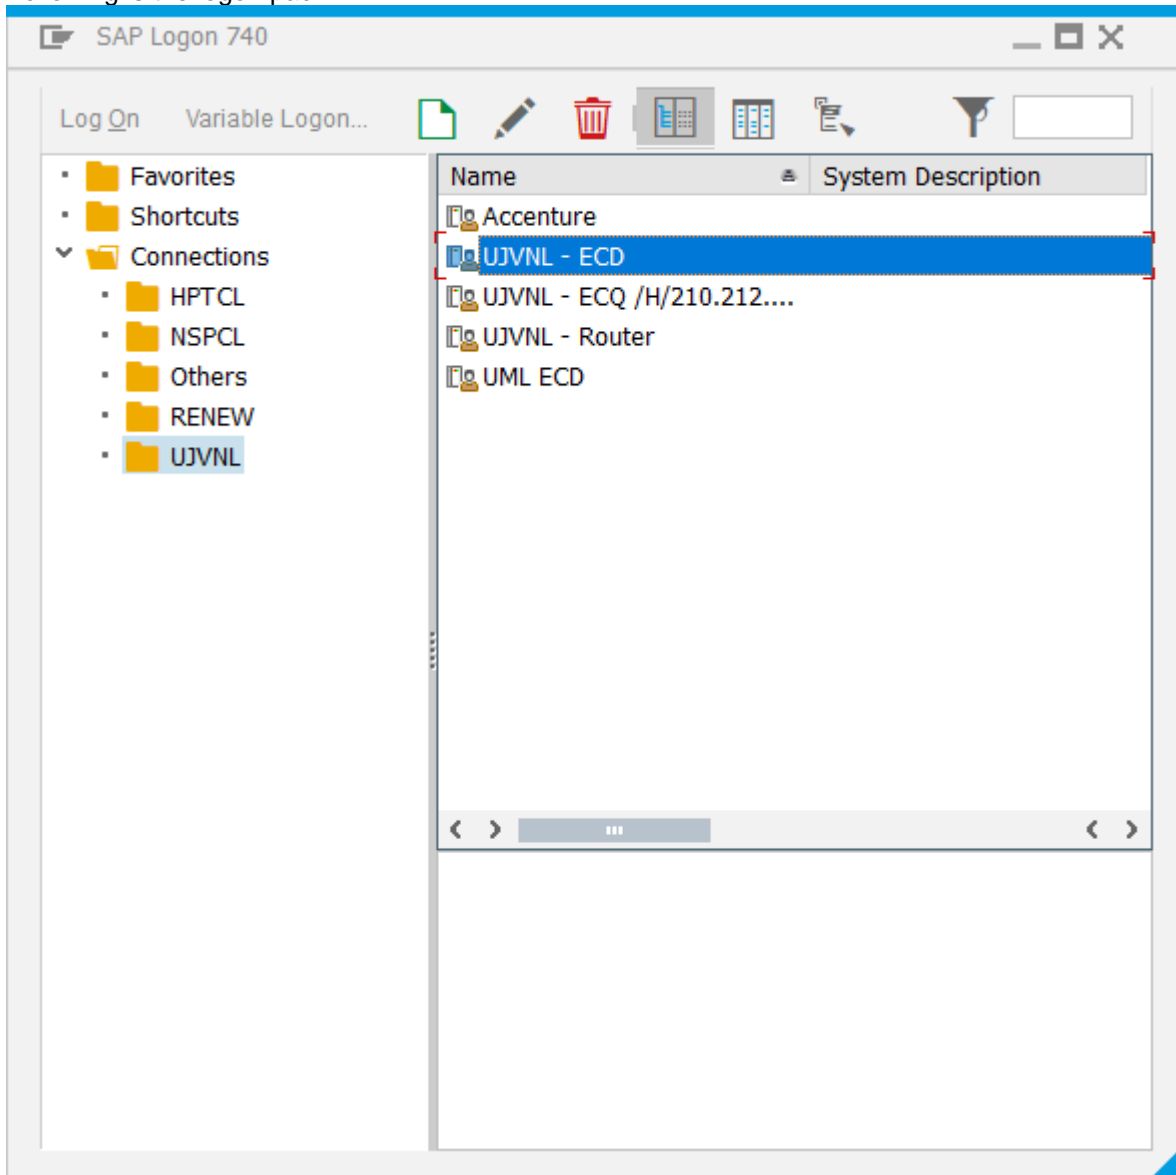 SAP Logon 740
Log On Variable Logon...
Favorites
Shortcuts
Connections
HPTCL
NSPCL
Others
RENEW
UJVNL
Name System Description
Accenture
UJVNL - ECD
UJVNL - ECQ /H/210.212....
UJVNL - Router
UML ECD